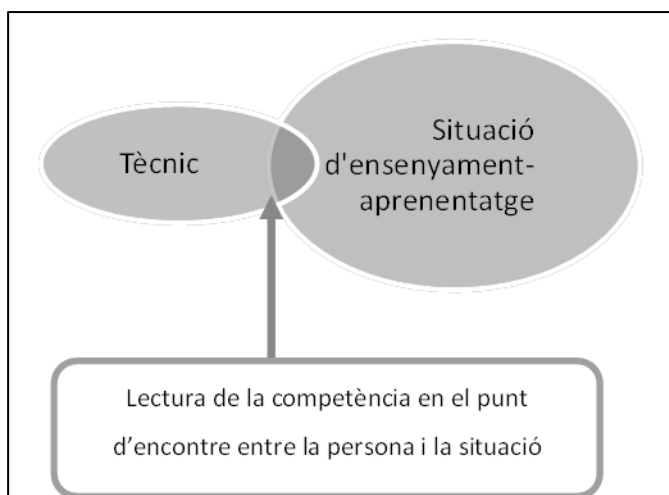 Tècnic
Situació
d'ensenyament-
aprenentatge
Lectura de la competència en el punt
d’encontre entre la persona i la situació